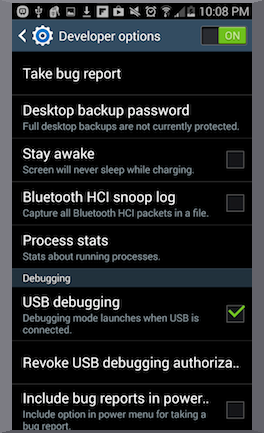 10:08 PM
Developer options
ON
Take bug report
Desktop backup password
Full desktop backups are not currently protected.
Stay awake
Screen will never sleep while charging.
Bluetooth HCI snoop log
Capture all Bluetooth HCI packets in a file.
Process stats
Stats about running processes.
Debugging
USB debugging
Debugging mode launches when USB is
connected.
Revoke USB debugging authoriza..
Include bug reports in power..
Include option in power menu for taking a
bug report.